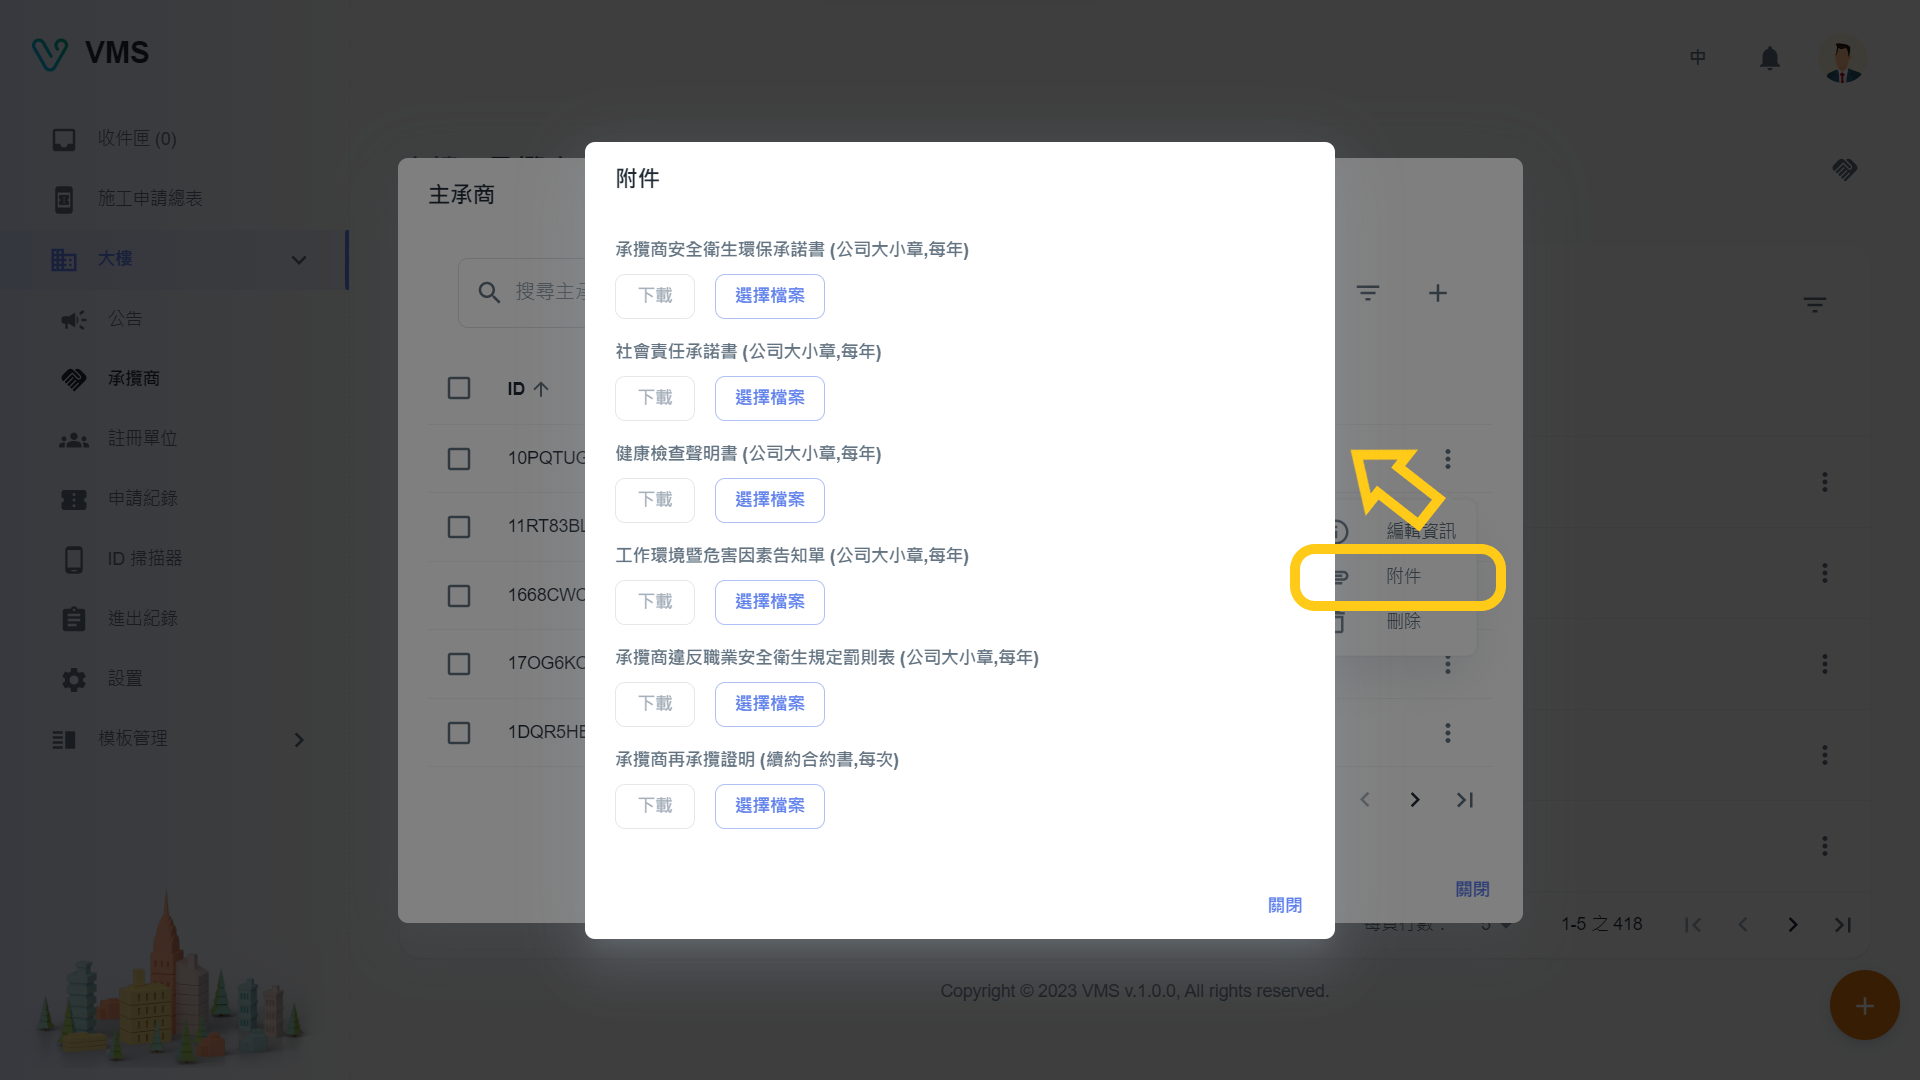 VMS
中
收件匣 (0)
施工申請總表
大樓
公告
承攬商
註冊單位
申請紀錄
ID 掃描器
進出紀錄
設置
模板管理
主承商
搜尋主承
ID
10PQTUG
11RT83BL
1668CWC
17OG6KC
1DQR5HE
附件
承攬商安全衛生環保承諾書 (公司大小章,每年)
下載 選擇檔案
社會責任承諾書 (公司大小章,每年)
下載 選擇檔案
健康檢查聲明書 (公司大小章,每年)
下載 選擇檔案
工作環境暨危害因素告知單 (公司大小章,每年)
下載 選擇檔案
承攬商違反職業安全衛生規定罰則表 (公司大小章,每年)
下載 選擇檔案
承攬商再承攬證明 (續約合約書,每次)
下載 選擇檔案
關閉
編輯資訊
附件
刪除
關閉
每頁行數： 5 1-5 之 418
Copyright © 2023 VMS v.1.0.0, All rights reserved.